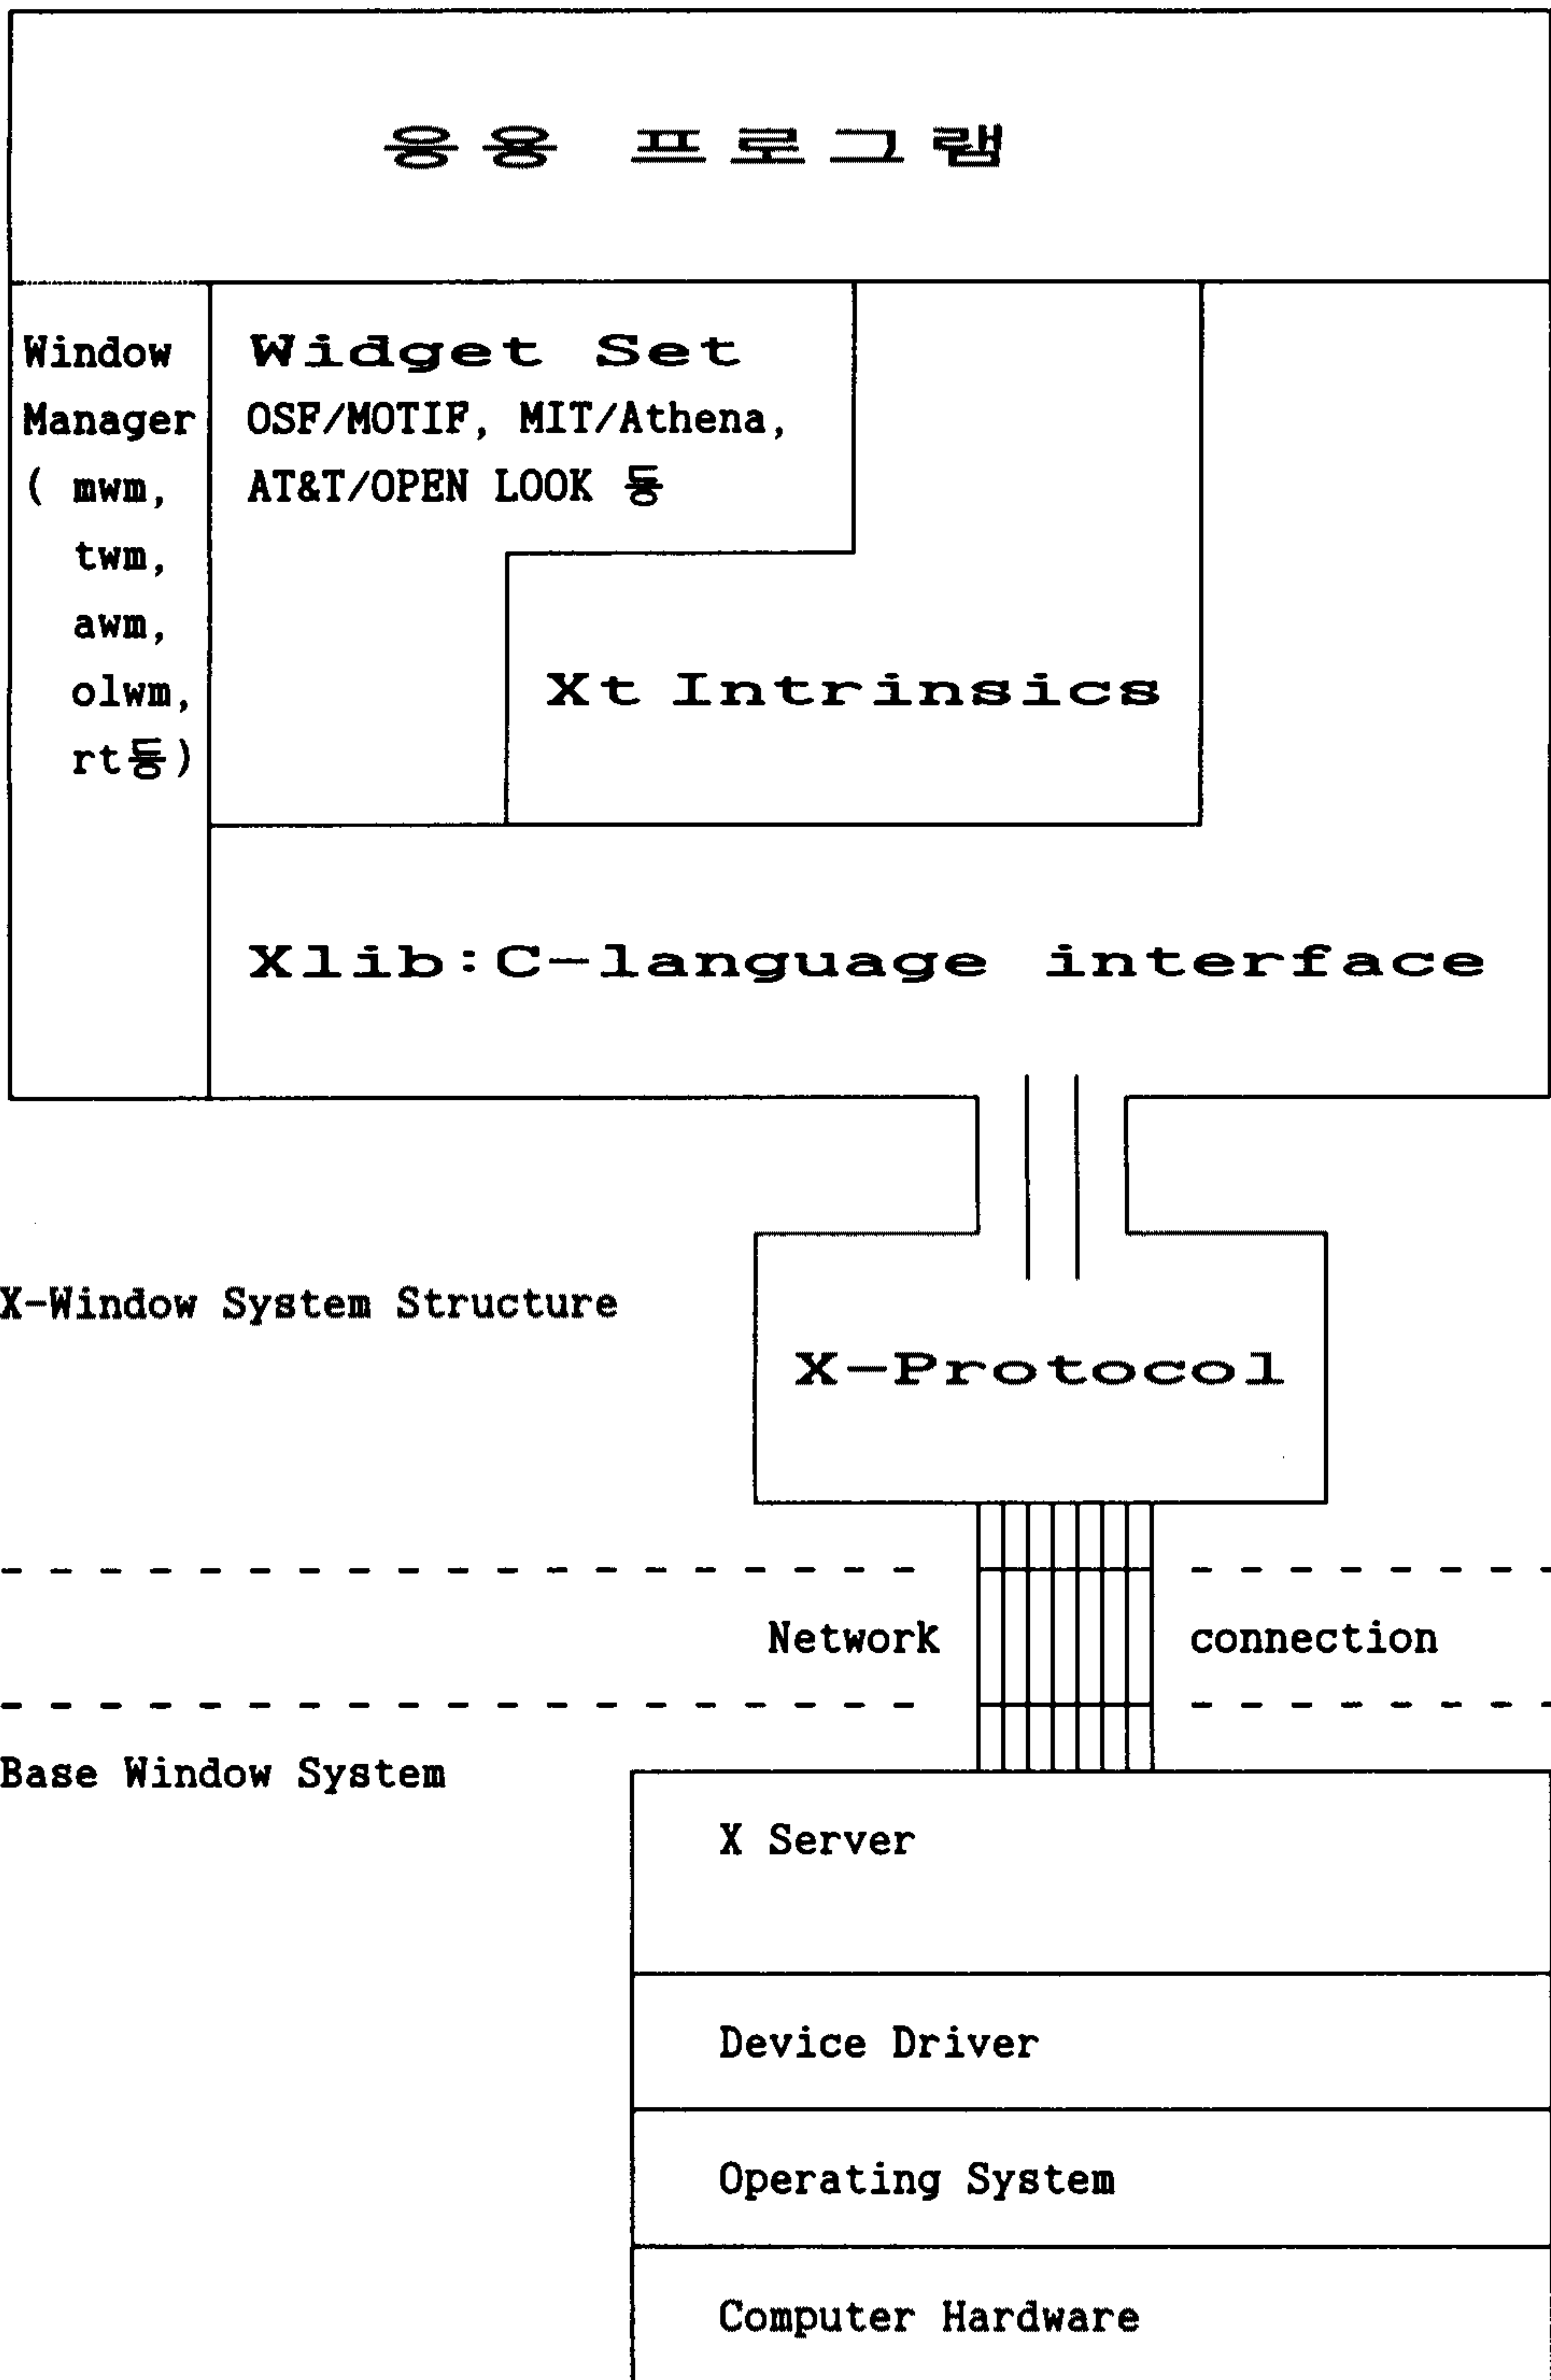 응용 프로그램
Window
Manager
( mwm,
twm,
awm,
olwm,
rt등)
Widget Set
OSF/MOTIF, MIT/Athena,
AT&T/OPEN LOOK 등
Xt Intrinsics
Xlib:C-language interface
X-Window System Structure
X-Protocol
Network connection
Base Window System
X Server
Device Driver
Operating System
Computer Hardware